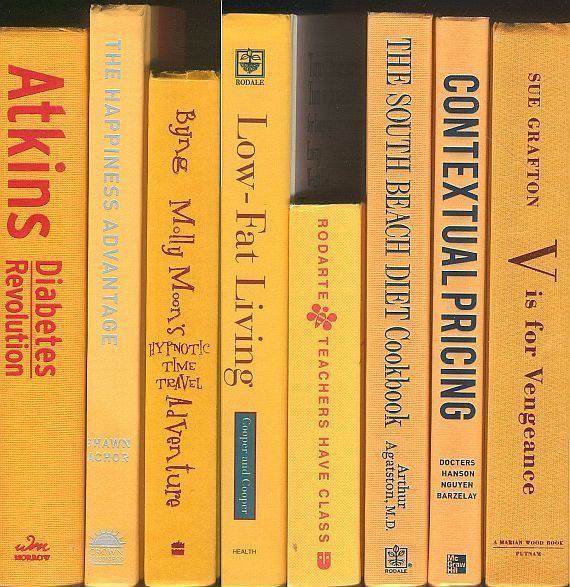 Atkins
Diabetes
Revolution
MORROW
THE HAPPINESS ADVANTAGE
SHAWN
ACHOR
CROWN
Byng
Molly Moon's
HYPNOTIC
TIME
TRAVEL
Adventure
RODALE
Low-Fat Living
Cooper and Cooper
HEALTH
RODARTE
TEACHERS HAVE CLASS
THE SOUTH BEACH DIET Cookbook
Arthur
Agatston, M.D.
RODALE
CONTEXTUAL PRICING
DOCTERS
HANSON
NGUYEN
BARZELAY
Mc
Graw
Hill
SUE GRAFTON
V is for Vengeance
A MARIAN WOOD BOOK
PUTNAM